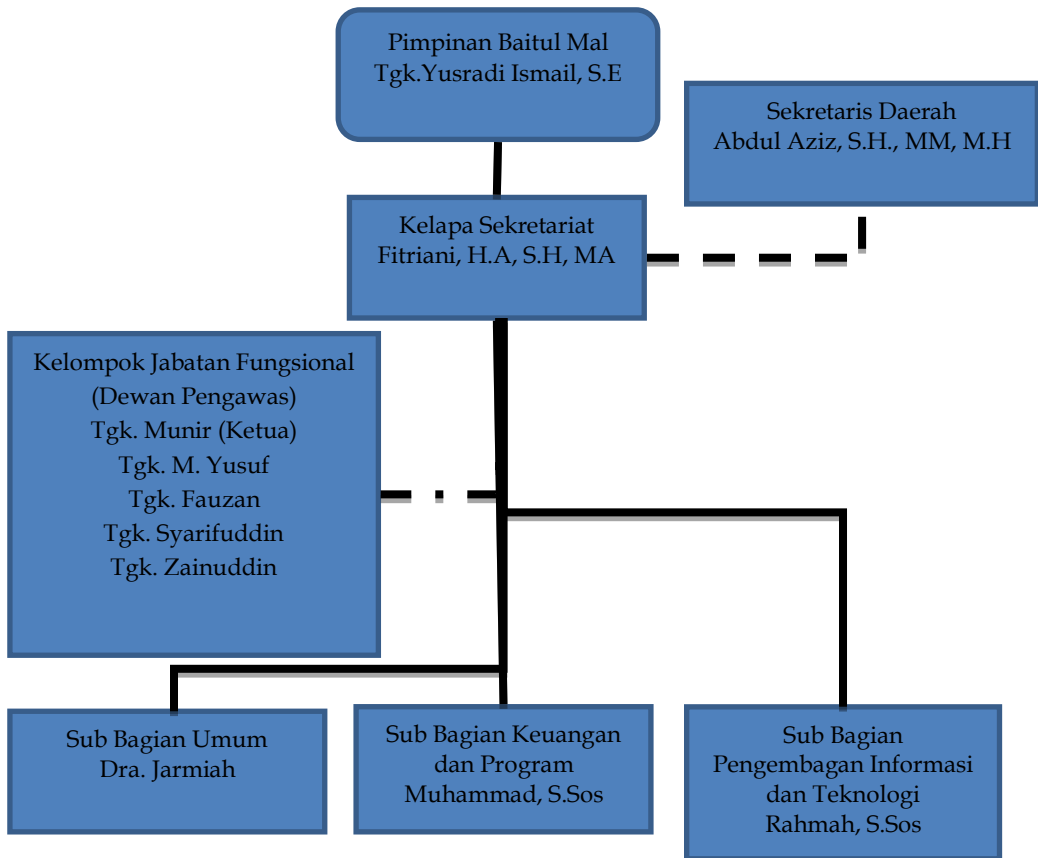 Pimpinan Baitul Mal
Tgk.Yusradi Ismail, S.E
Sekretaris Daerah
Abdul Aziz, S.H., MM, M.H
Kelapa Sekretariat
Fitriani, H.A, S.H, MA
Kelompok Jabatan Fungsional
(Dewan Pengawas)
Tgk. Munir (Ketua)
Tgk. M. Yusuf
Tgk. Fauzan
Tgk. Syarifuddin
Tgk. Zainuddin
Sub Bagian Umum
Dra. Jarmiah
Sub Bagian Keuangan
dan Program
Muhammad, S.Sos
Sub Bagian
Pengembagan Informasi
dan Teknologi
Rahmah, S.Sos